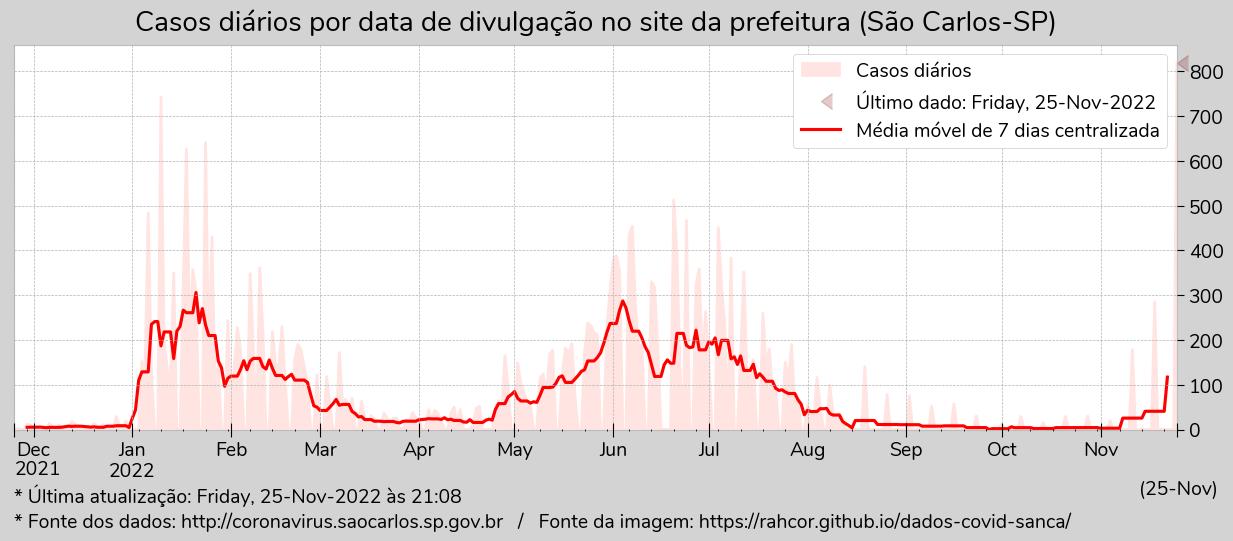 Casos diários por data de divulgação no site da prefeitura (São Carlos-SP)
Casos diários
Último dado: Friday, 25-Nov-2022
Média móvel de 7 dias centralizada
800
700
600
500
400
300
200
100
0
Dec Jan Feb Mar Apr May Jun Jul Aug Sep Oct Nov
2021 2022
(25-Nov)
* Última atualização: Friday, 25-Nov-2022 às 21:08
* Fonte dos dados: http://coronavirus.saocarlos.sp.gov.br / Fonte da imagem: https://rahcor.github.io/dados-covid-sanca/